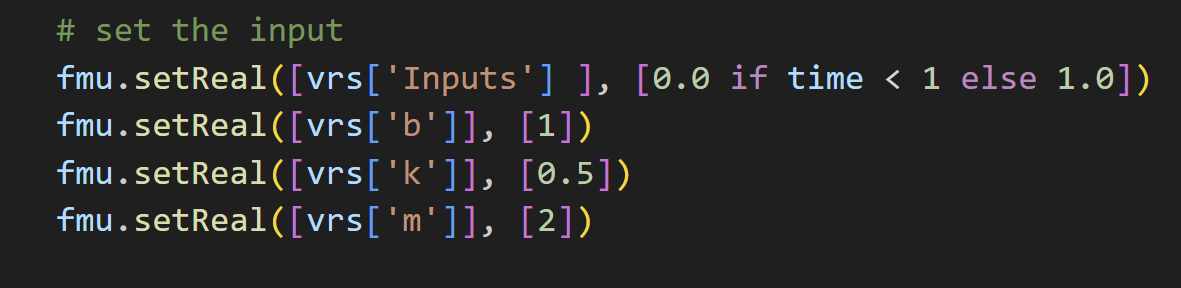 # set the input
fmu.setReal([vrs['Inputs'] ], [0.0 if time < 1 else 1.0])
fmu.setReal([vrs['b']], [1])
fmu.setReal([vrs['k']], [0.5])
fmu.setReal([vrs['m']], [2])